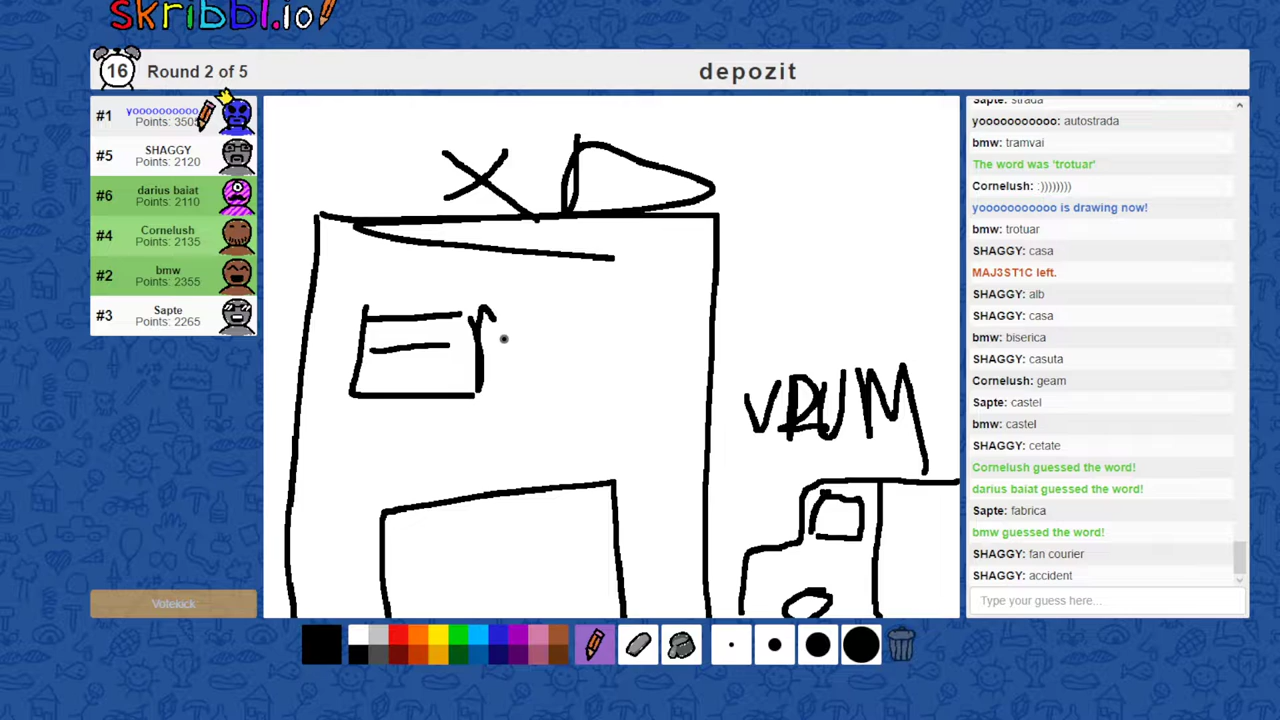 skribbl.io
16
Round 2 of 5
depozit
#1
yooooooooooo
Points: 3505
#5
SHAGGY
Points: 2120
#6
darius baiat
Points: 2110
#4
Cornelush
Points: 2135
#2
bmw
Points: 2355
#3
Sapte
Points: 2265
Votekick
VRUM
Sapte: strada
yooooooooooo: autostrada
bmw: tramvai
The word was 'trotuar'
Cornelush: :))))))))
yooooooooooo is drawing now!
bmw: trotuar
SHAGGY: casa
MAJ3ST1C left.
SHAGGY: alb
SHAGGY: casa
bmw: biserica
SHAGGY: casuta
Cornelush: geam
Sapte: castel
bmw: castel
SHAGGY: cetate
Cornelush guessed the word!
darius baiat guessed the word!
Sapte: fabrica
bmw guessed the word!
SHAGGY: fan courier
SHAGGY: accident
Type your guess here...